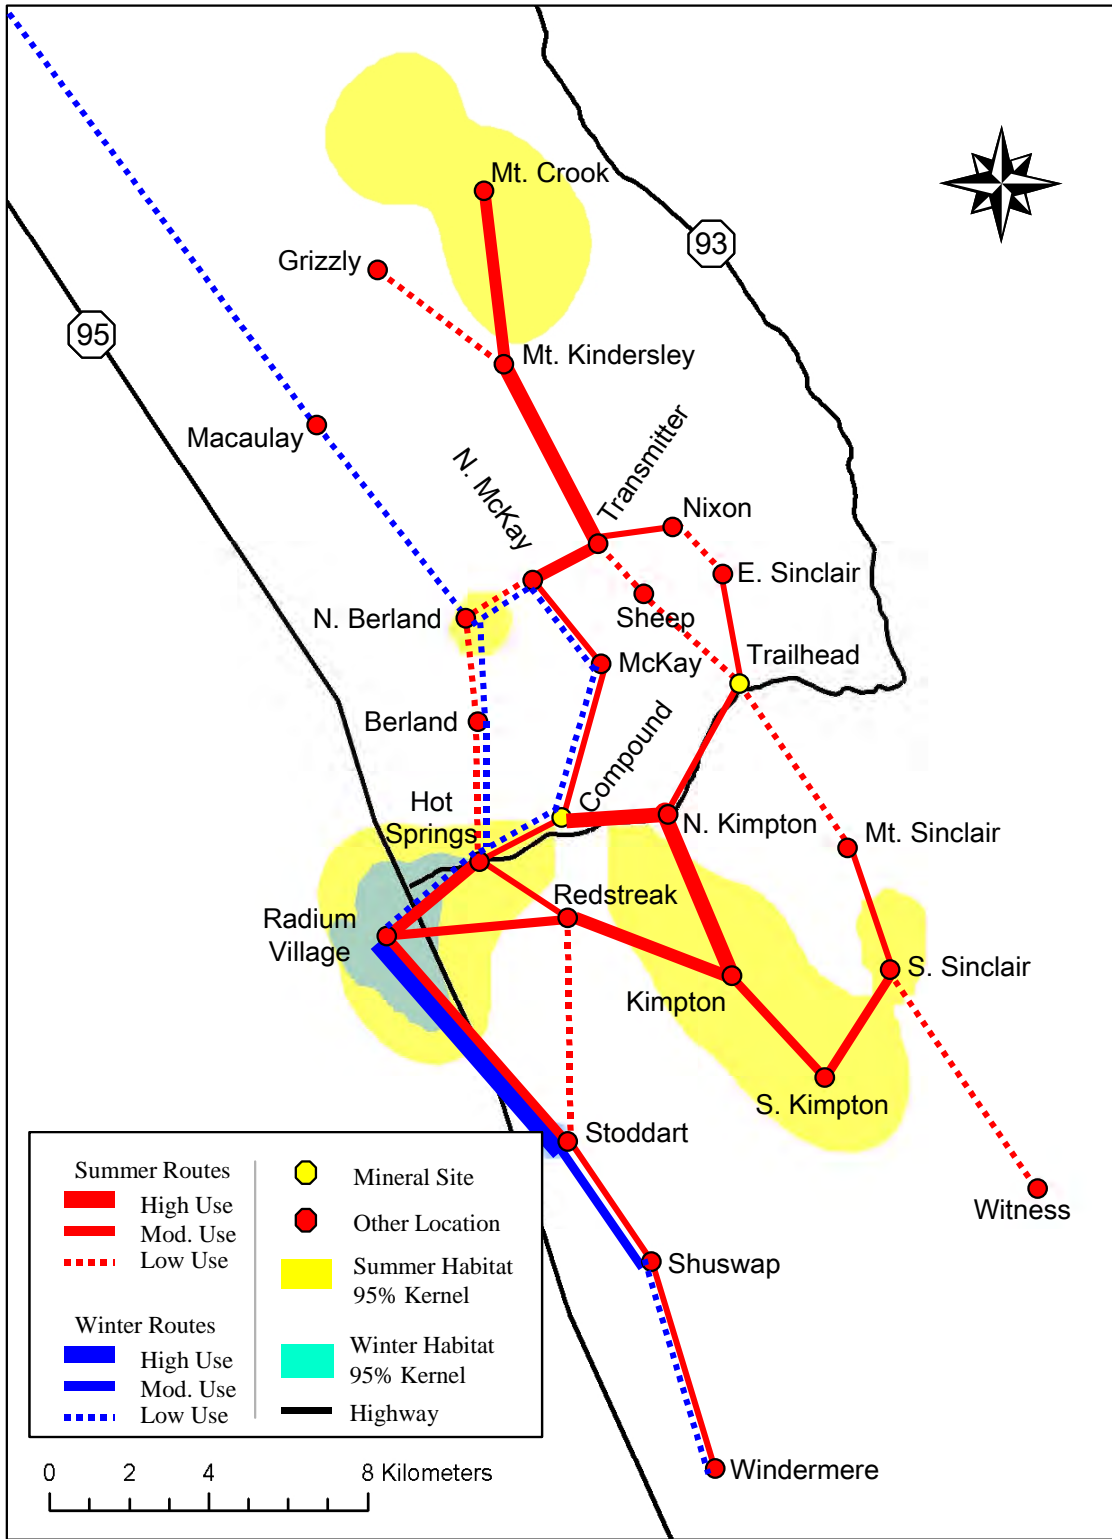 Mt. Crook
93
Grizzly
95
Mt. Kindersley
Macaulay
N. McKay
Transmitter
Nixon
E. Sinclair
N. Berland
Sheep
McKay
Trailhead
Berland
Compound
Hot
Springs
N. Kimpton
Mt. Sinclair
Redstreak
Radium
Village
Kimpton
S. Sinclair
S. Kimpton
Stoddart
Witness
Shuswap
Windermere
Summer Routes
High Use
Mod. Use
Low Use
Winter Routes
High Use
Mod. Use
Low Use
Mineral Site
Other Location
Summer Habitat
95% Kernel
Winter Habitat
95% Kernel
Highway
0 2 4 8 Kilometers